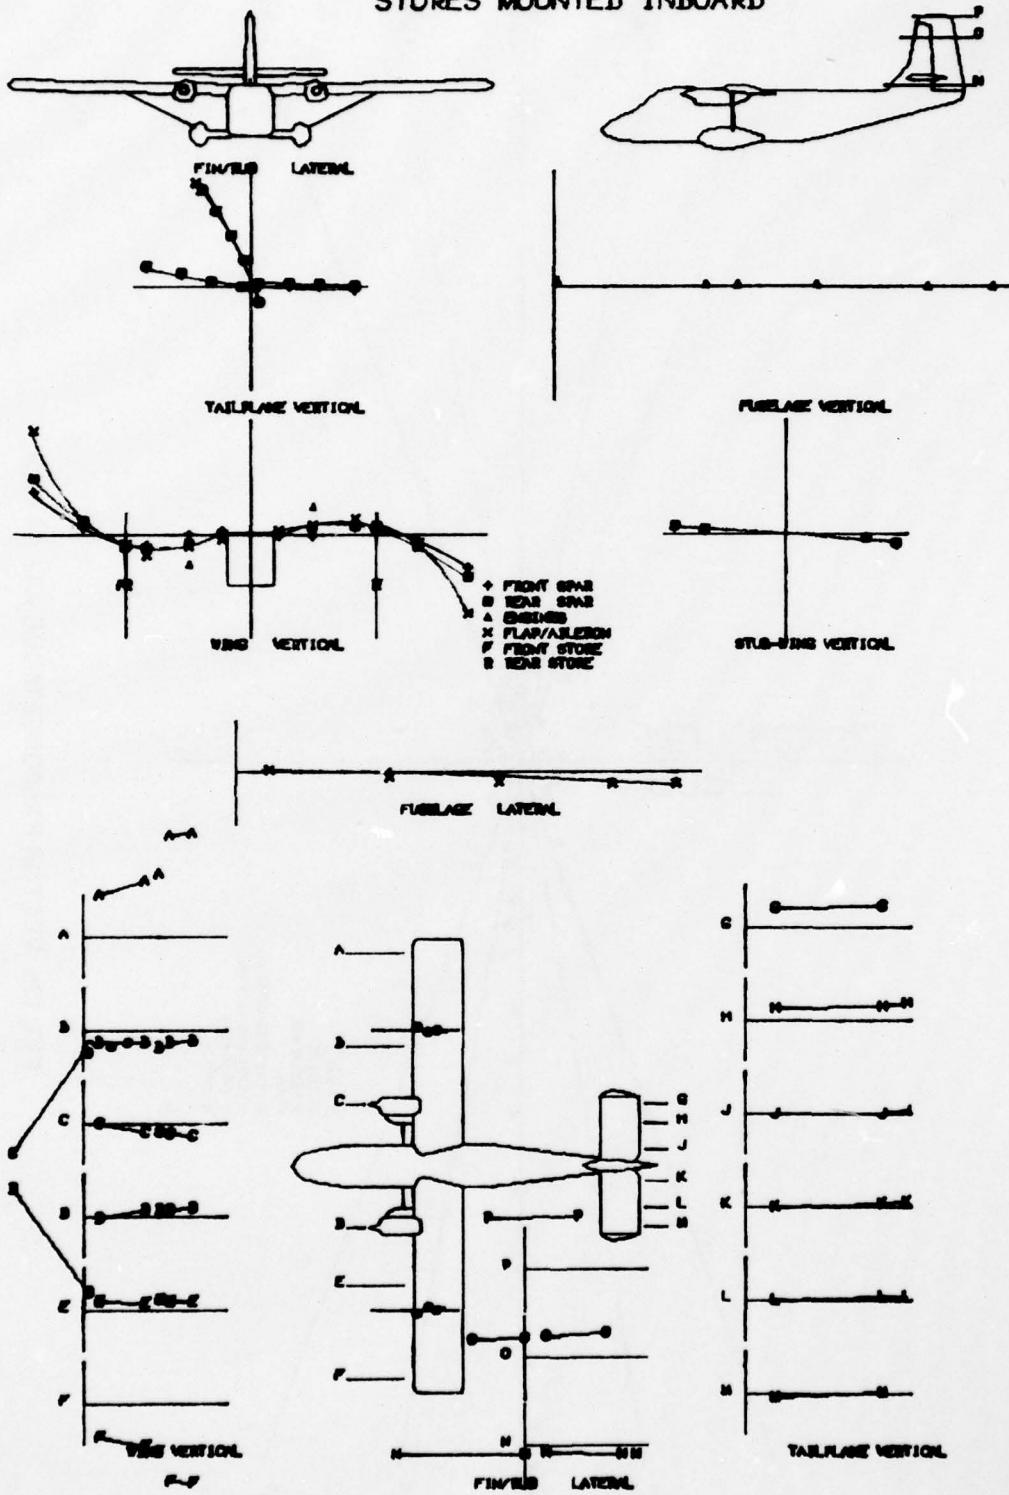 STORES MOUNTED INBOARD
P
O
N
FIN/RUD LATERAL
TAILPLANE VERTICAL
FUSELAGE VERTICAL
+ FRONT SPAR
REAR SPAR
ENGINES
X FLAP/AILERON
F FRONT STORE
R REAR STORE
WING VERTICAL
STUB-WING VERTICAL
FUSELAGE LATERAL
A
D
C
D
E
F
WING VERTICAL
F-F
A
D
C
D
E
F
G
H
J
K
L
M
P
O
N
FIN/RUD LATERAL
G
H
J
K
L
M
TAILPLANE VERTICAL